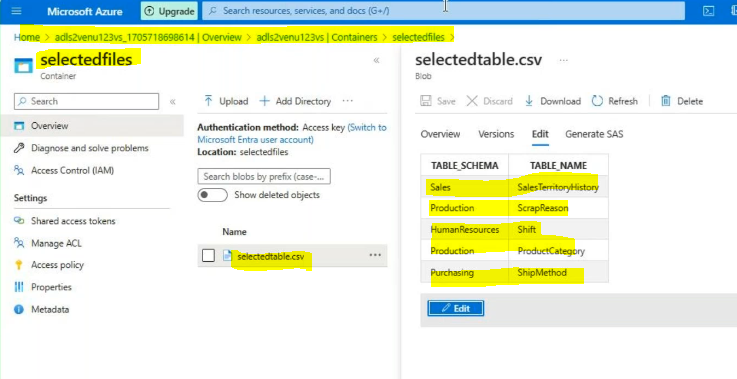 Microsoft Azure
Upgrade
Search resources, services, and docs (G+/)
Home > adls2venu123vs_1705718698614 | Overview > adls2venu123vs | Containers > selectedfiles >
selectedfiles
Container
Search
Overview
Diagnose and solve problems
Access Control (IAM)
Settings
Shared access tokens
Manage ACL
Access policy
Properties
Metadata
Upload
Add Directory
Authentication method: Access key (Switch to
Microsoft Entra user account)
Location: selectedfiles
Search blobs by prefix (case-...
Show deleted objects
Name
selectedtable.csv
selectedtable.csv
Blob
Save
Discard
Download
Refresh
Delete
Overview Versions Edit Generate SAS
TABLE_SCHEMA TABLE_NAME
Sales SalesTerritoryHistory
Production ScrapReason
HumanResources Shift
Production ProductCategory
Purchasing ShipMethod
Edit